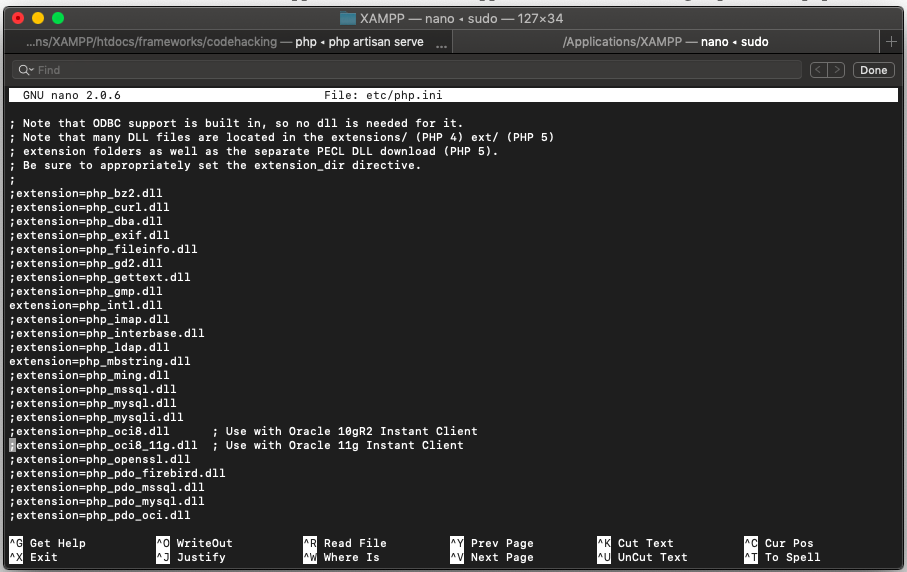 XAMPP — nano ◂ sudo — 127×34
...ns/XAMPP/htdocs/frameworks/codehacking — php ◂ php artisan serve ...
/Applications/XAMPP — nano ◂ sudo +
Find
< > Done
GNU nano 2.0.6 File: etc/php.ini
; Note that ODBC support is built in, so no dll is needed for it.
; Note that many DLL files are located in the extensions/ (PHP 4) ext/ (PHP 5)
; extension folders as well as the separate PECL DLL download (PHP 5).
; Be sure to appropriately set the extension_dir directive.
;
;extension=php_bz2.dll
;extension=php_curl.dll
;extension=php_dba.dll
;extension=php_exif.dll
;extension=php_fileinfo.dll
;extension=php_gd2.dll
;extension=php_gettext.dll
;extension=php_gmp.dll
extension=php_intl.dll
;extension=php_imap.dll
;extension=php_interbase.dll
;extension=php_ldap.dll
extension=php_mbstring.dll
;extension=php_ming.dll
;extension=php_mssql.dll
;extension=php_mysql.dll
;extension=php_mysqli.dll
;extension=php_oci8.dll ; Use with Oracle 10gR2 Instant Client
;extension=php_oci8_11g.dll ; Use with Oracle 11g Instant Client
;extension=php_openssl.dll
;extension=php_pdo_firebird.dll
;extension=php_pdo_mssql.dll
;extension=php_pdo_mysql.dll
;extension=php_pdo_oci.dll
^G Get Help ^O WriteOut ^R Read File ^Y Prev Page ^K Cut Text ^C Cur Pos
^X Exit ^J Justify ^W Where Is ^V Next Page ^U UnCut Text ^T To Spell